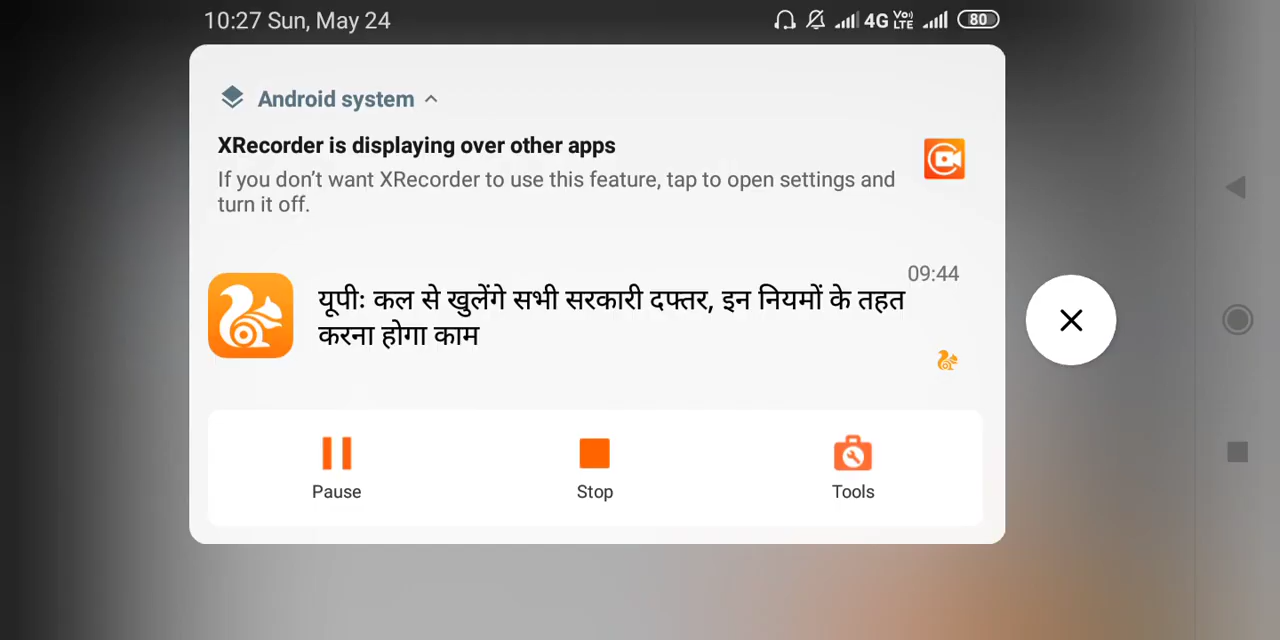 10:27 Sun, May 24
4G Vo) LTE 80
Android system
XRecorder is displaying over other apps
If you don't want XRecorder to use this feature, tap to open settings and
turn it off.
09:44
यूपीः कल से खुलेंगे सभी सरकारी दफ्तर, इन नियमों के तहत
करना होगा काम
Pause Stop Tools